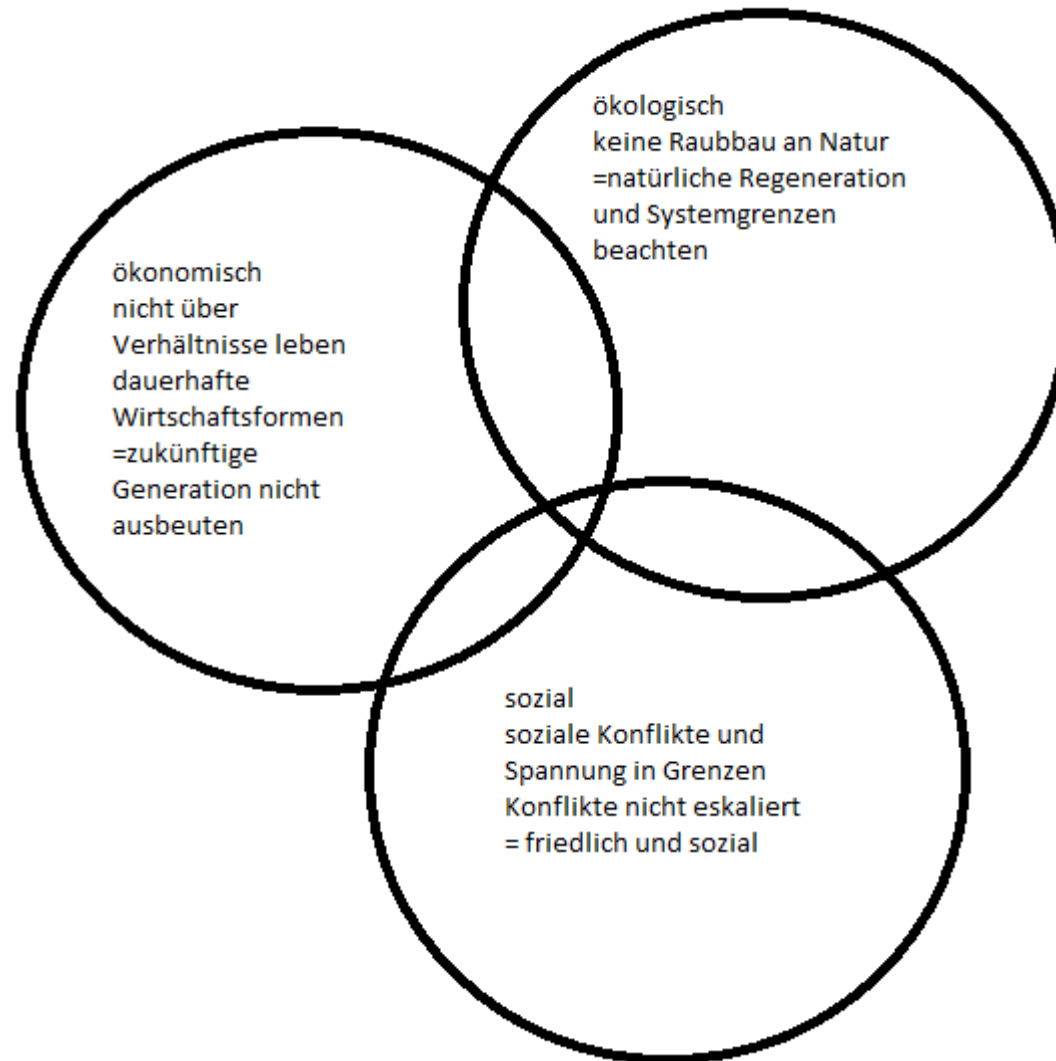 ökologisch
keine Raubbau an Natur
=natürliche Regeneration
und Systemgrenzen
beachten
ökonomisch
nicht über
Verhältnisse leben
dauerhafte
Wirtschaftsformen
=zukünftige
Generation nicht
ausbeuten
sozial
soziale Konflikte und
Spannung in Grenzen
Konflikte nicht eskaliert
= friedlich und sozial